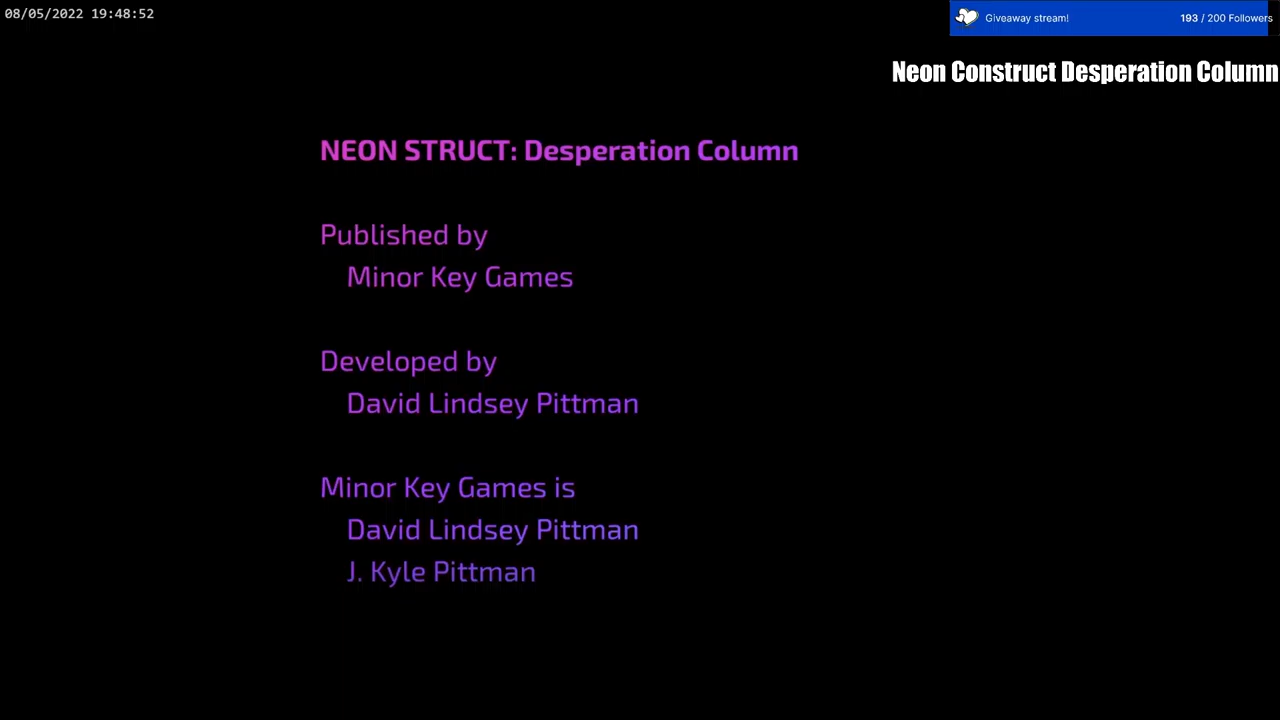 08/05/2022 19:48:52
Giveaway stream! 193 / 200 Followers
Neon Construct Desperation Column
NEON STRUCT: Desperation Column
Published by
Minor Key Games
Developed by
David Lindsey Pittman
Minor Key Games is
David Lindsey Pittman
J. Kyle Pittman